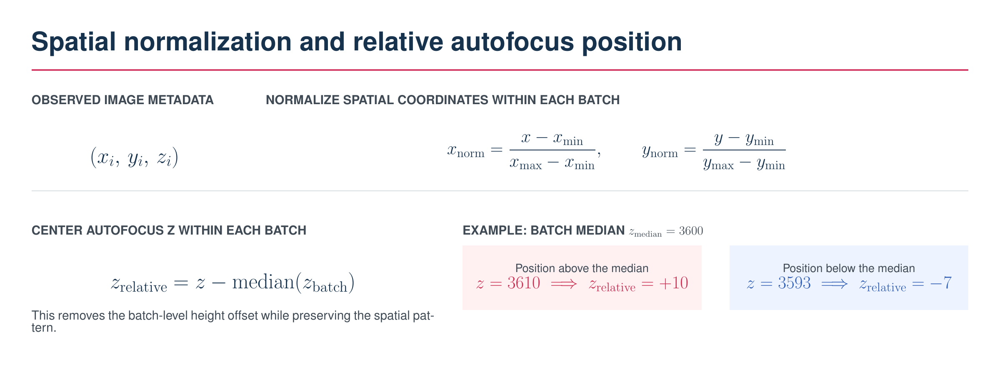 Spatial normalization and relative autofocus position
OBSERVED IMAGE METADATA
(x_i, y_i, z_i)
NORMALIZE SPATIAL COORDINATES WITHIN EACH BATCH
x_norm = (x − x_min) / (x_max − x_min), y_norm = (y − y_min) / (y_max − y_min)
CENTER AUTOFOCUS Z WITHIN EACH BATCH
z_relative = z − median(z_batch)
This removes the batch-level height offset while preserving the spatial pat-
tern.
EXAMPLE: BATCH MEDIAN z_median = 3600
Position above the median
z = 3610 ⟹ z_relative = +10
Position below the median
z = 3593 ⟹ z_relative = −7